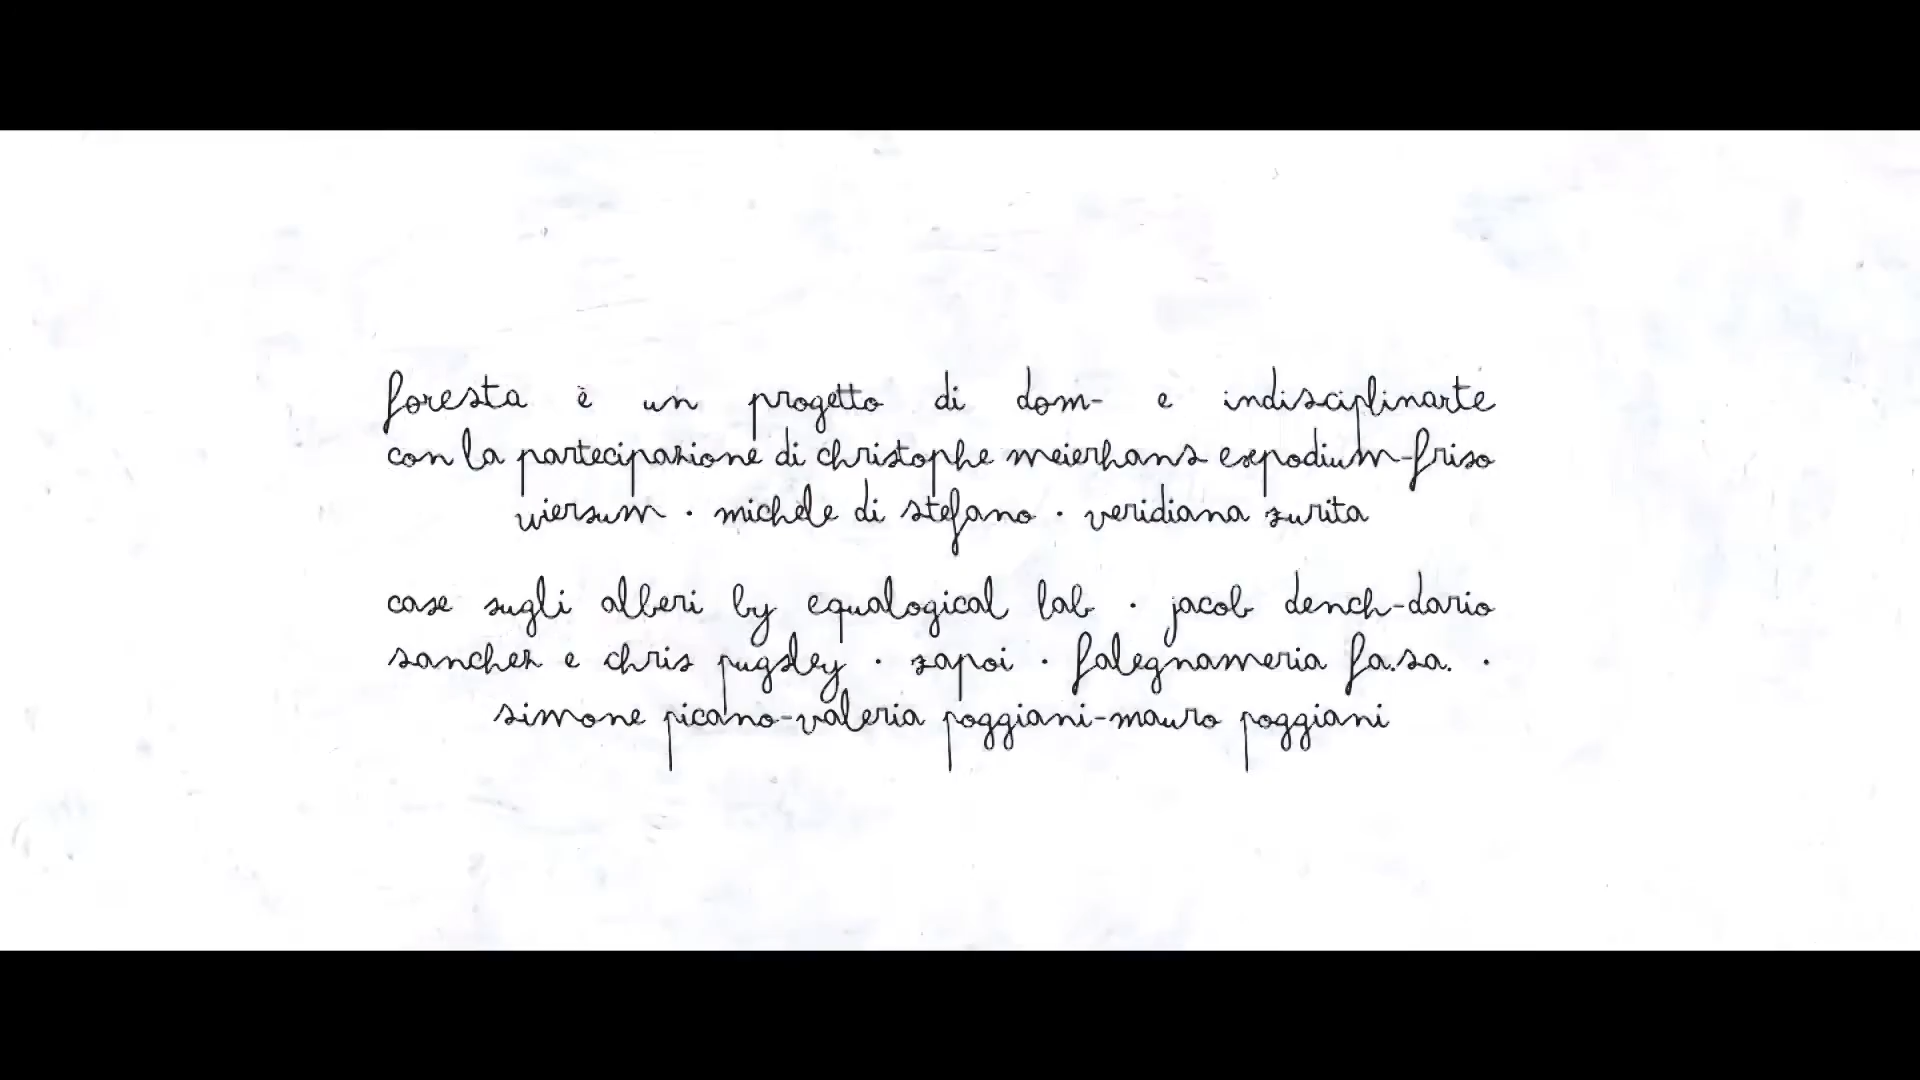 foresta è un progetto di dom- e indisciplinarte
con la partecipazione di christophe meierhans expodium-friso
wiersum · michele di stefano · veridiana zurita
case sugli alberi by equalogical lab · jacob dench-dario
sanchez e chris pugsley · zapoi · falegnameria fa.sa. ·
simone picano-valeria poggiani-mauro poggiani